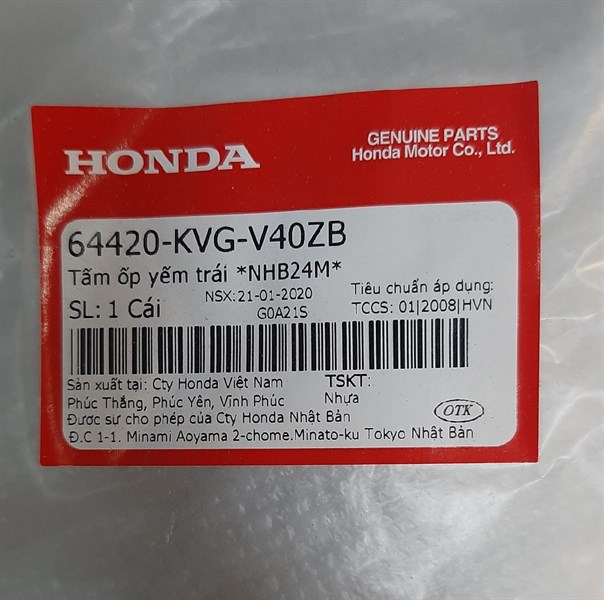 HONDA
GENUINE PARTS
Honda Motor Co., Ltd.
64420-KVG-V40ZB
Tấm ốp yếm trái *NHB24M*
SL: 1 Cái
NSX:21-01-2020
G0A21S
Tiêu chuẩn áp dụng:
TCCS: 01|2008|HVN
Sản xuất tại: Cty Honda Việt Nam
Phúc Thắng, Phúc Yên, Vĩnh Phúc
TSKT:
Nhựa
Được sự cho phép của Cty Honda Nhật Bản
Đ.C 1-1. Minami Aoyama 2-chome.Minato-ku Tokyo Nhật Bản
OTK